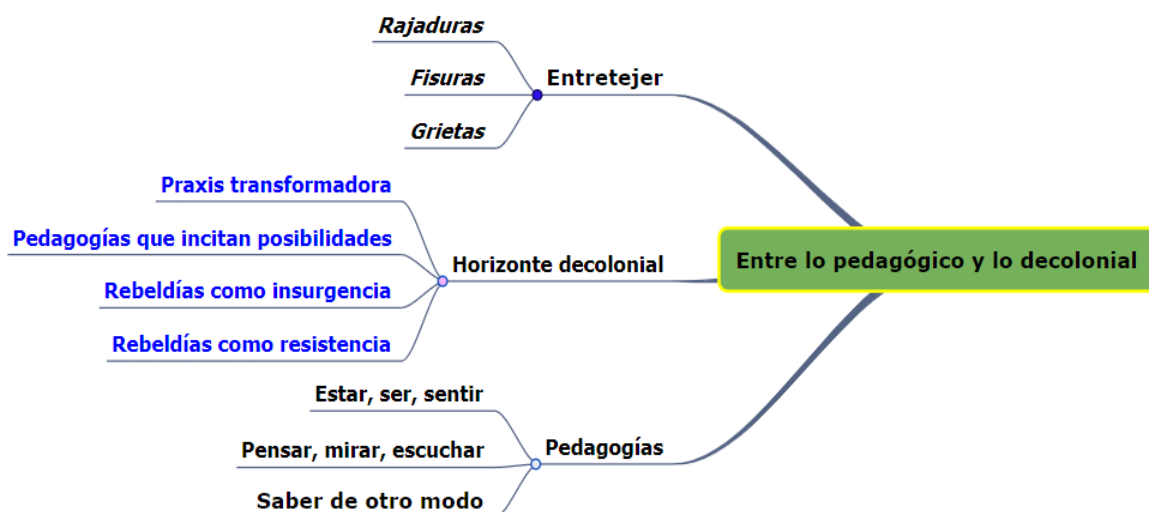 Rajaduras
Fisuras
Grietas
Entretejer
Praxis transformadora
Pedagogías que incitan posibilidades
Rebeldías como insurgencia
Rebeldías como resistencia
Horizonte decolonial
Entre lo pedagógico y lo decolonial
Estar, ser, sentir
Pensar, mirar, escuchar
Saber de otro modo
Pedagogías